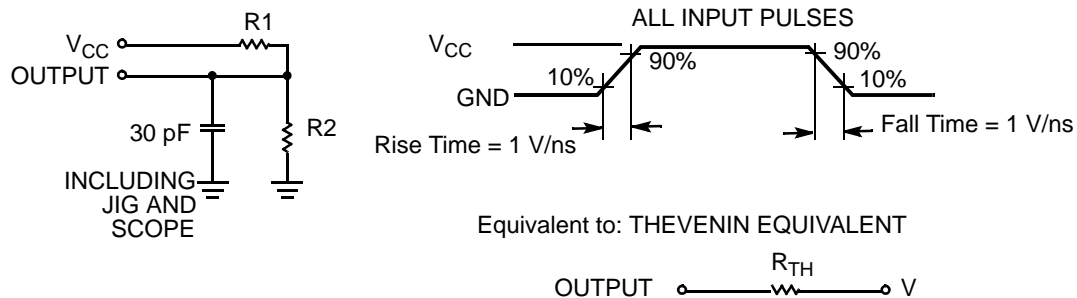 R1
V_CC
OUTPUT
30 pF
R2
INCLUDING
JIG AND
SCOPE
ALL INPUT PULSES
V_CC
GND
10%
90%
90%
10%
Rise Time = 1 V/ns
Fall Time = 1 V/ns
Equivalent to: THEVENIN EQUIVALENT
R_TH
OUTPUT
V